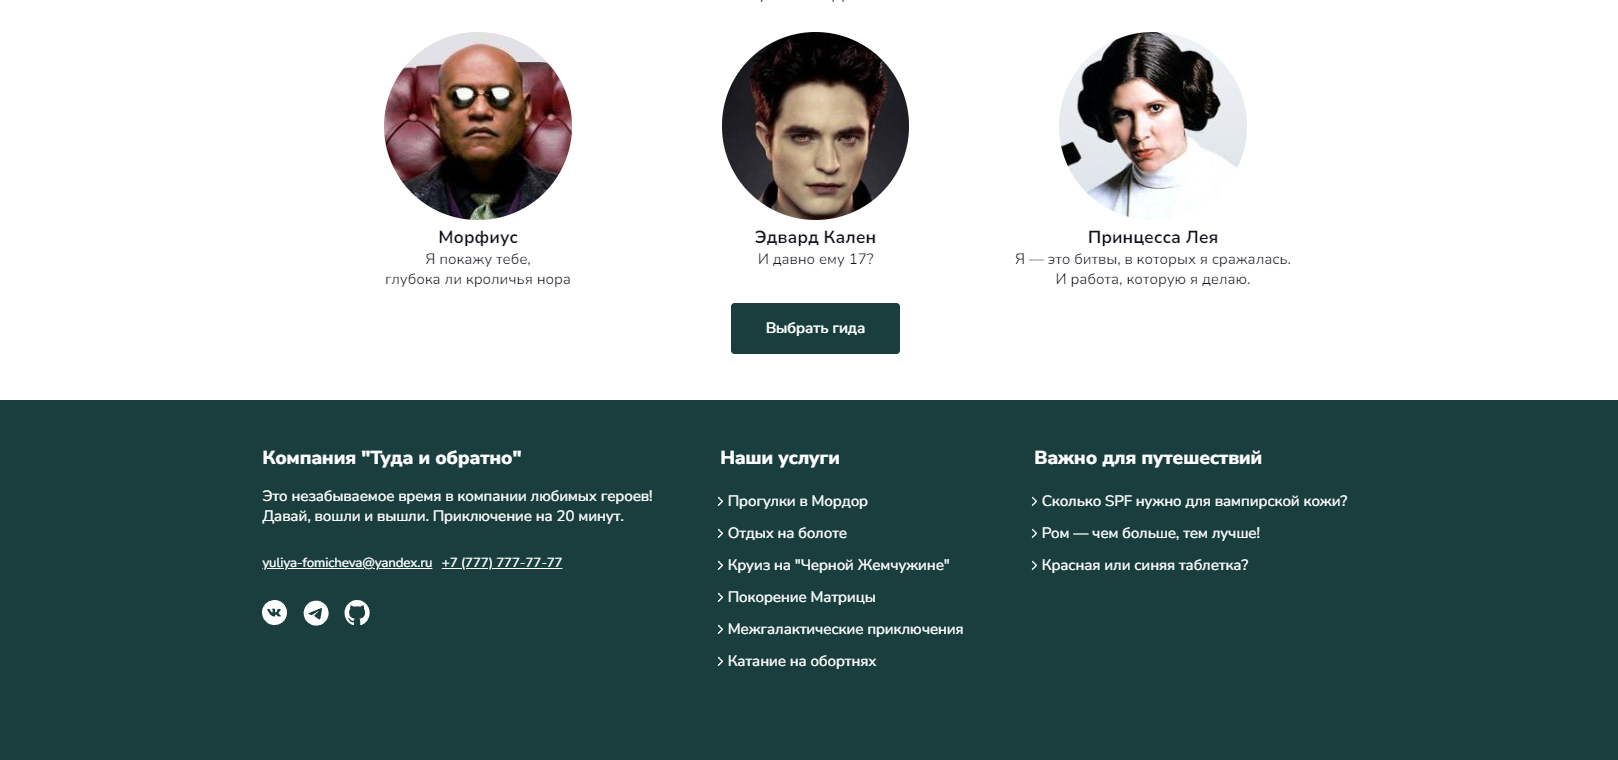 Морфиус
Я покажу тебе,
глубока ли кроличья нора
Эдвард Кален
И давно ему 17?
Принцесса Лея
Я — это битвы, в которых я сражалась.
И работа, которую я делаю.
Выбрать гида
Компания "Туда и обратно"
Это незабываемое время в компании любимых героев!
Давай, вошли и вышли. Приключение на 20 минут.
yuliya-fomicheva@yandex.ru +7 (777) 777-77-77
Наши услуги
Прогулки в Мордор
Отдых на болоте
Круиз на "Черной Жемчужине"
Покорение Матрицы
Межгалактические приключения
Катание на обортнях
Важно для путешествий
Сколько SPF нужно для вампирской кожи?
Ром — чем больше, тем лучше!
Красная или синяя таблетка?